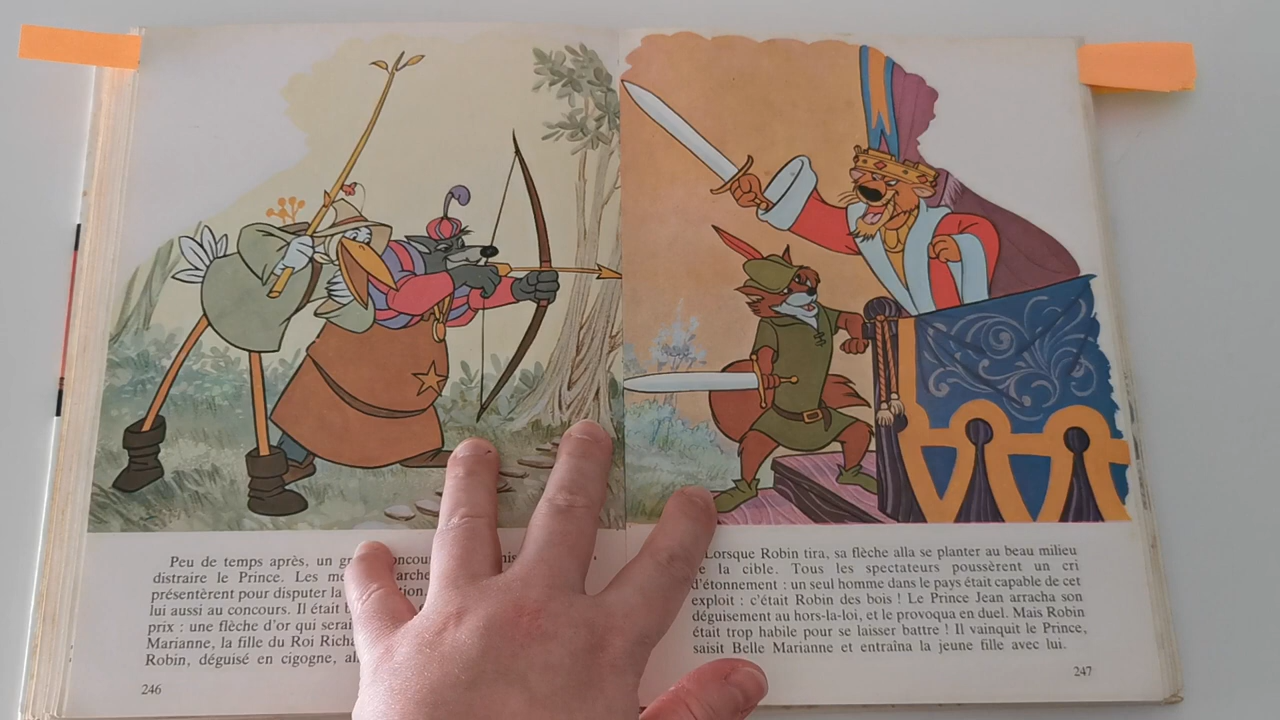 Peu de temps après, un
distraire le Prince. Les
présentèrent pour disputer la
lui aussi au concours. Il était
prix : une flèche d'or qui
Marianne, la fille du Roi
Robin, déguisé en cigogne,
246
Lorsque Robin tira, sa flèche alla se planter au beau milieu
la cible. Tous les spectateurs poussèrent un cri
d'étonnement : un seul homme dans le pays était capable de cet
exploit : c'était Robin des bois ! Le Prince Jean arracha son
déguisement au hors-la-loi, et le provoqua en duel. Mais Robin
était trop habile pour se laisser battre ! Il vainquit le Prince,
saisit Belle Marianne et entraîna la jeune fille avec lui.
247